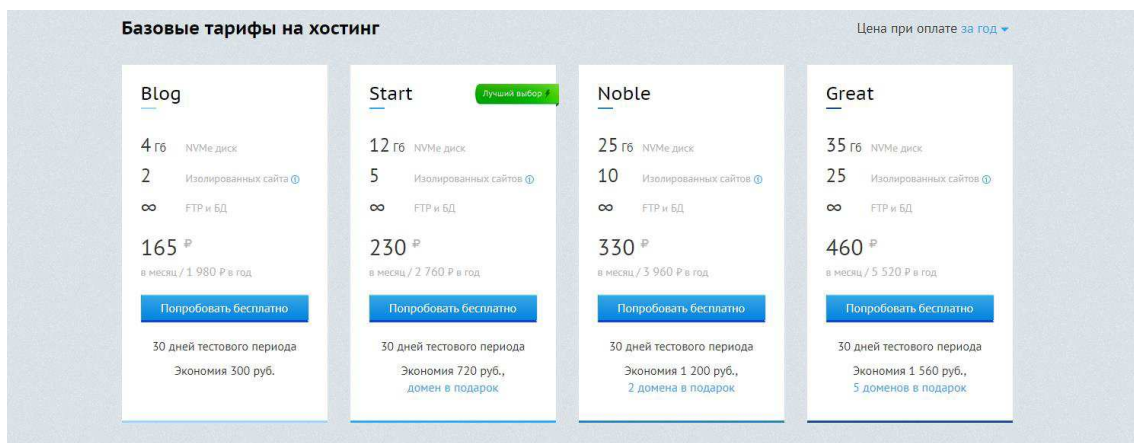 Базовые тарифы на хостинг
Цена при оплате за год
Blog
4 Гб NVMe диск
2 Изолированных сайта
∞ FTP и БД
165 ₽
в месяц / 1 980 ₽ в год
Попробовать бесплатно
30 дней тестового периода
Экономия 300 руб.
Start
Лучший выбор
12 Гб NVMe диск
5 Изолированных сайтов
∞ FTP и БД
230 ₽
в месяц / 2 760 ₽ в год
Попробовать бесплатно
30 дней тестового периода
Экономия 720 руб.,
домен в подарок
Noble
25 Гб NVMe диск
10 Изолированных сайтов
∞ FTP и БД
330 ₽
в месяц / 3 960 ₽ в год
Попробовать бесплатно
30 дней тестового периода
Экономия 1 200 руб.,
2 домена в подарок
Great
35 Гб NVMe диск
25 Изолированных сайтов
∞ FTP и БД
460 ₽
в месяц / 5 520 ₽ в год
Попробовать бесплатно
30 дней тестового периода
Экономия 1 560 руб.,
5 доменов в подарок